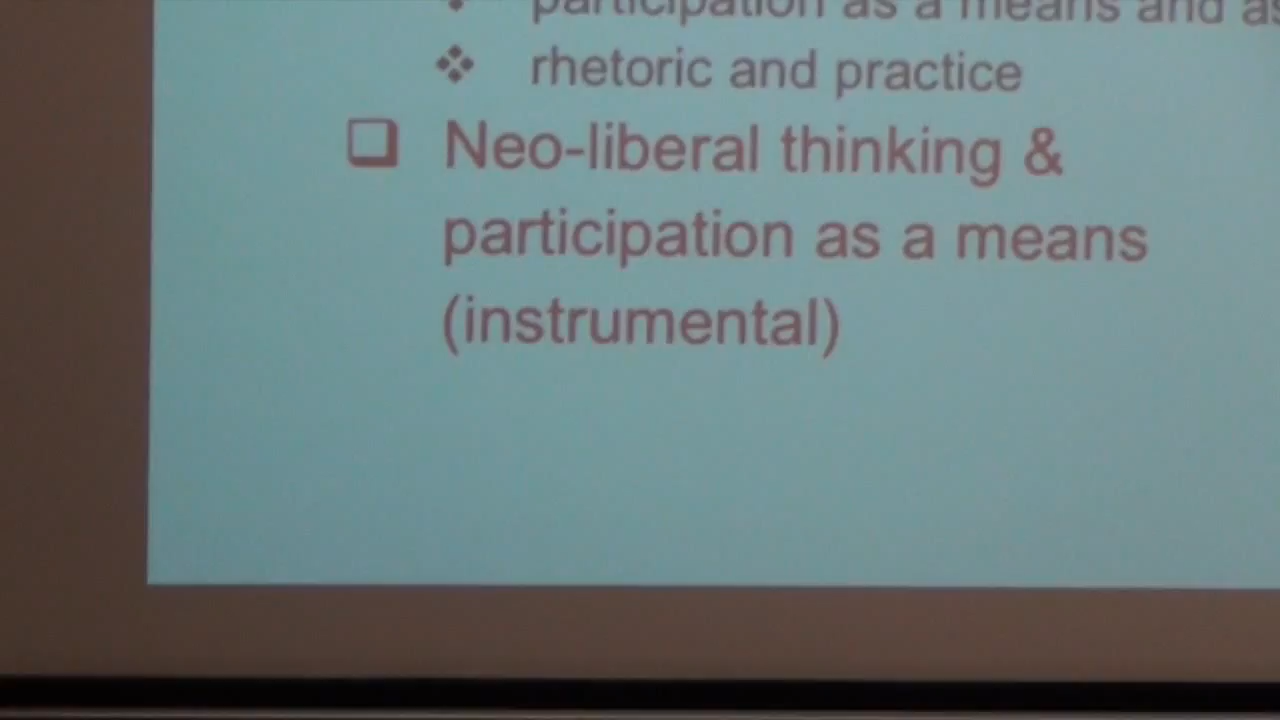 participation as a means and as
rhetoric and practice
Neo-liberal thinking &
participation as a means
(instrumental)